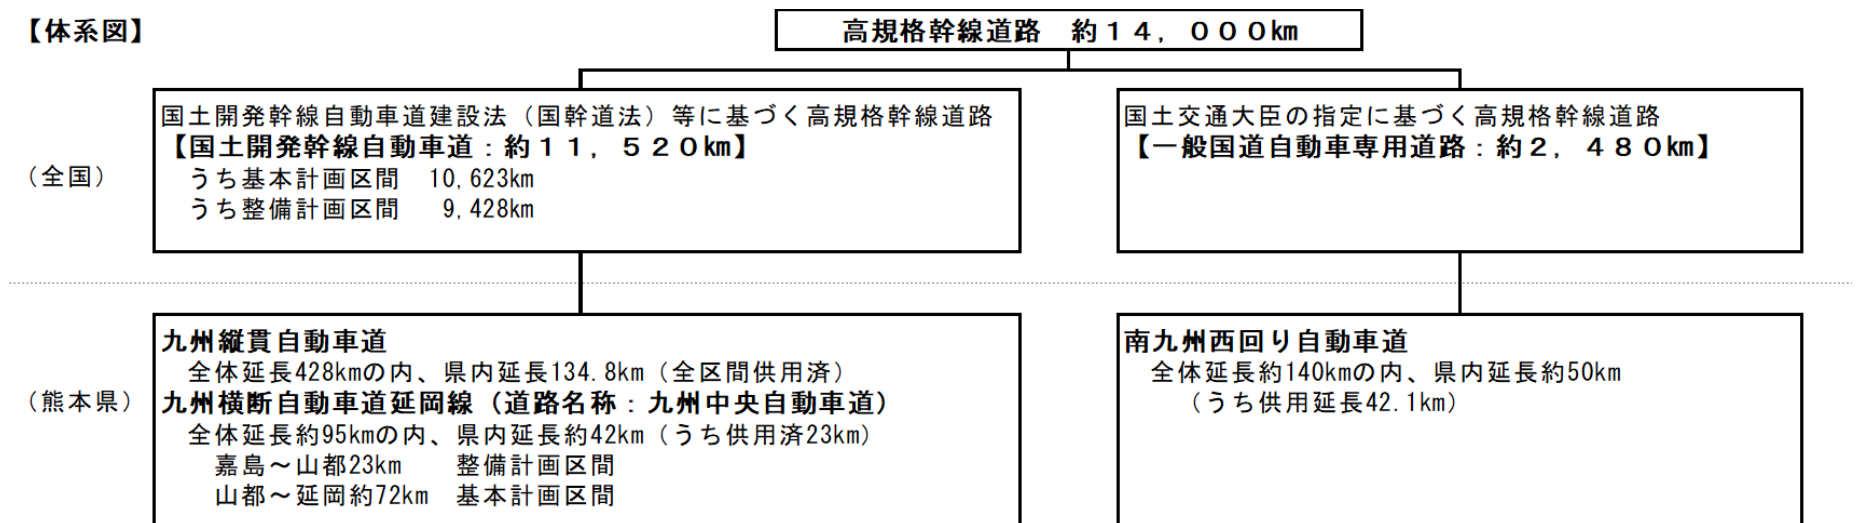 【体系図】
高規格幹線道路 約１４，０００㎞
国土開発幹線自動車道建設法（国幹道法）等に基づく高規格幹線道路
【国土開発幹線自動車道：約１１，５２０㎞】
うち基本計画区間 10,623km
うち整備計画区間 9,428km
国土交通大臣の指定に基づく高規格幹線道路
【一般国道自動車専用道路：約２，４８０㎞】
（全国）
九州縦貫自動車道
全体延長428kmの内、県内延長134.8km（全区間供用済）
九州横断自動車道延岡線（道路名称：九州中央自動車道）
全体延長約95kmの内、県内延長約42km（うち供用済23km）
嘉島～山都23km 整備計画区間
山都～延岡約72km 基本計画区間
南九州西回り自動車道
全体延長約140kmの内、県内延長約50km
（うち供用延長42.1km）
（熊本県）